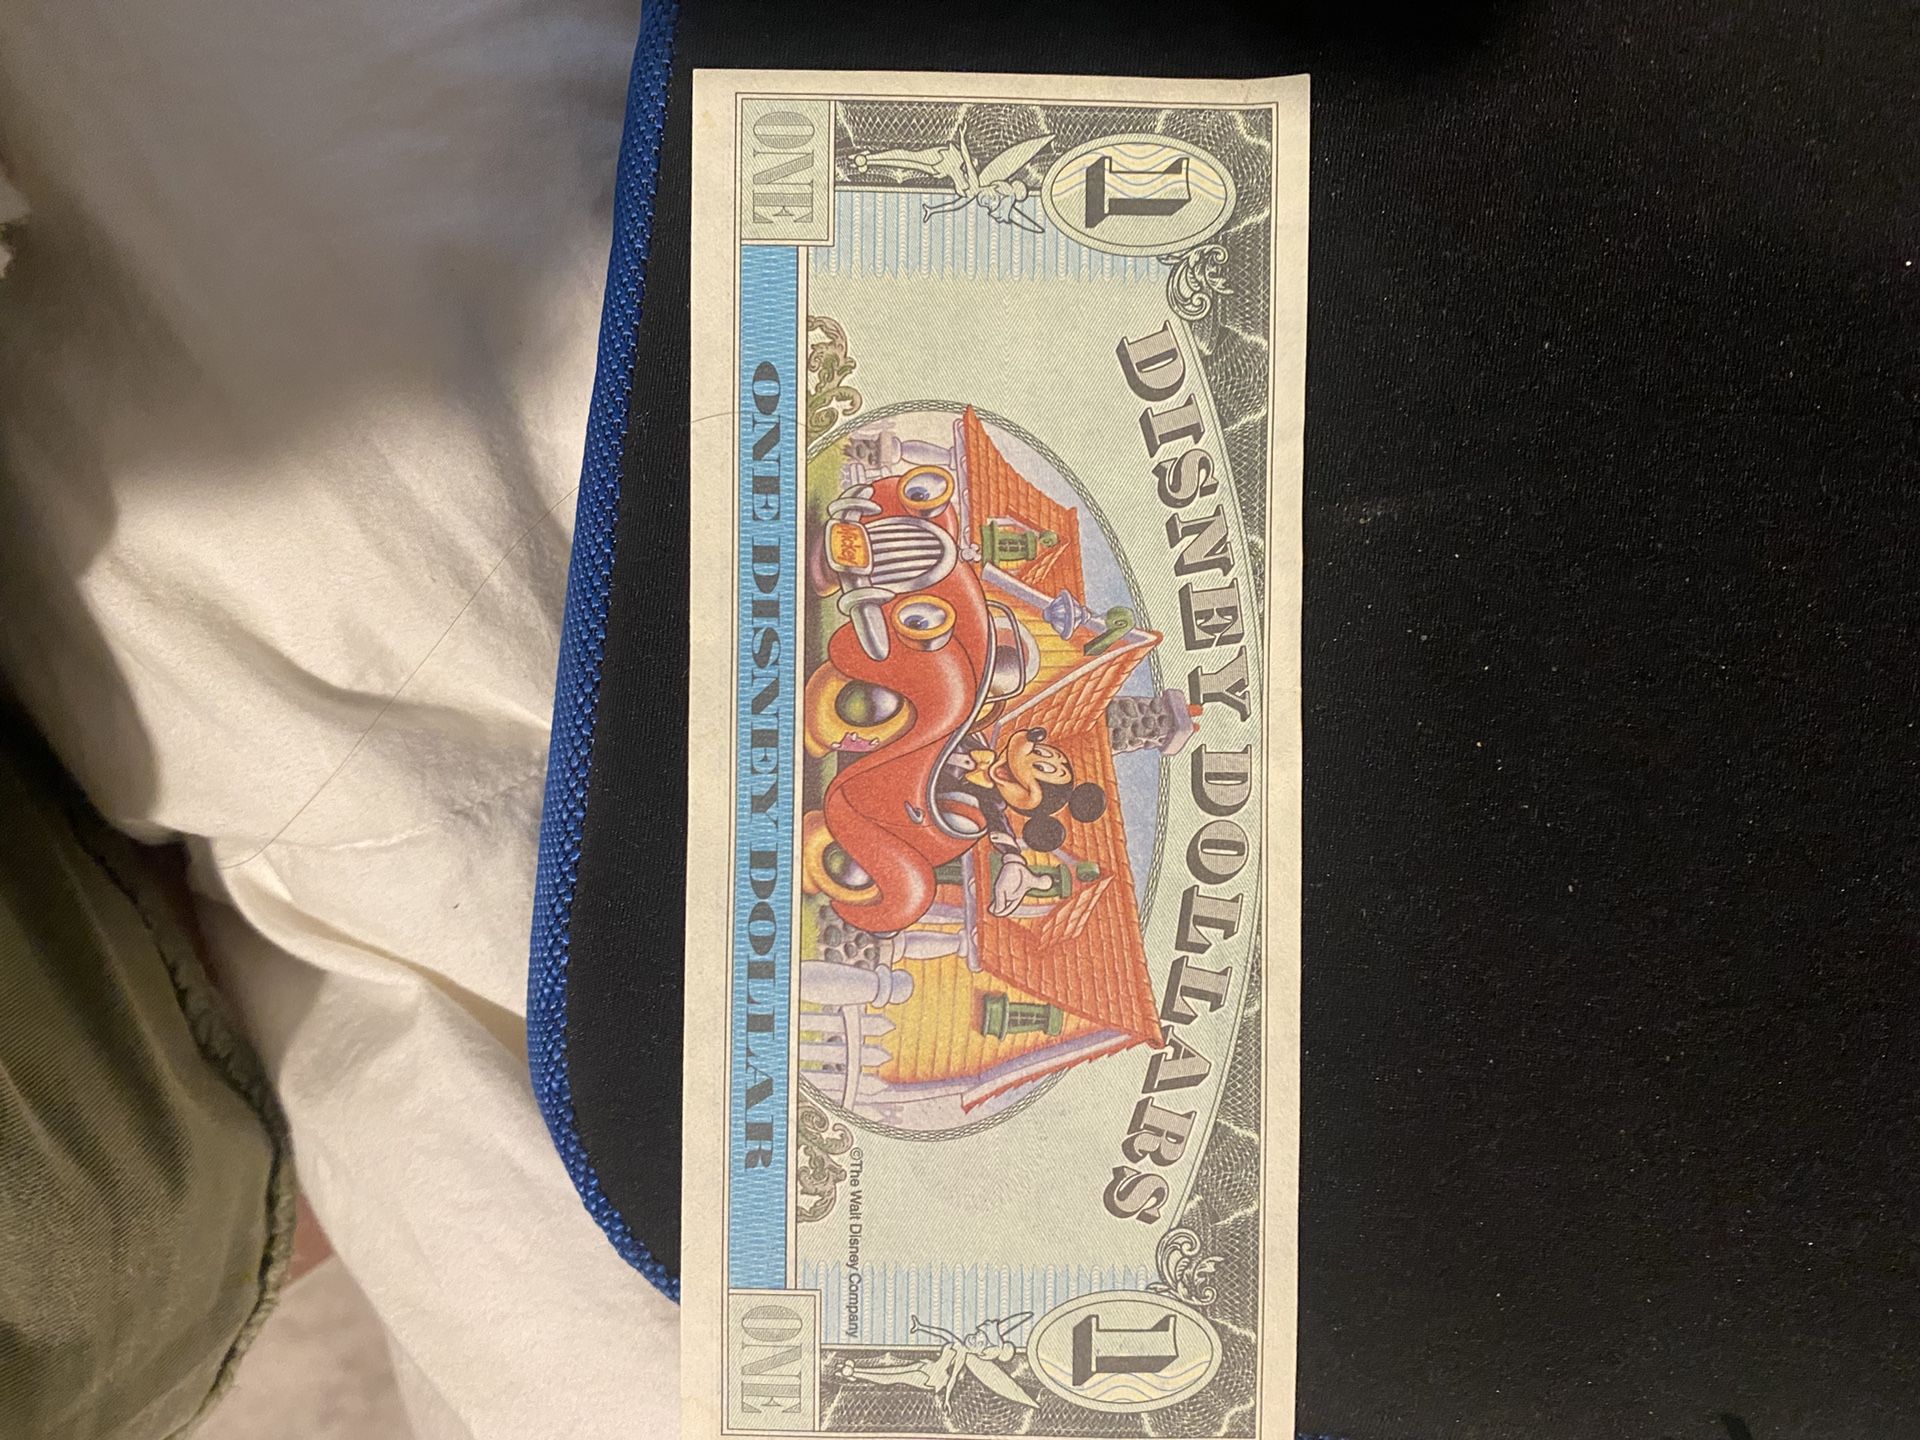 1 DISNEY DOLLARS 1
Mickey
©The Walt Disney Company
ONE ONE DISNEY DOLLAR ONE